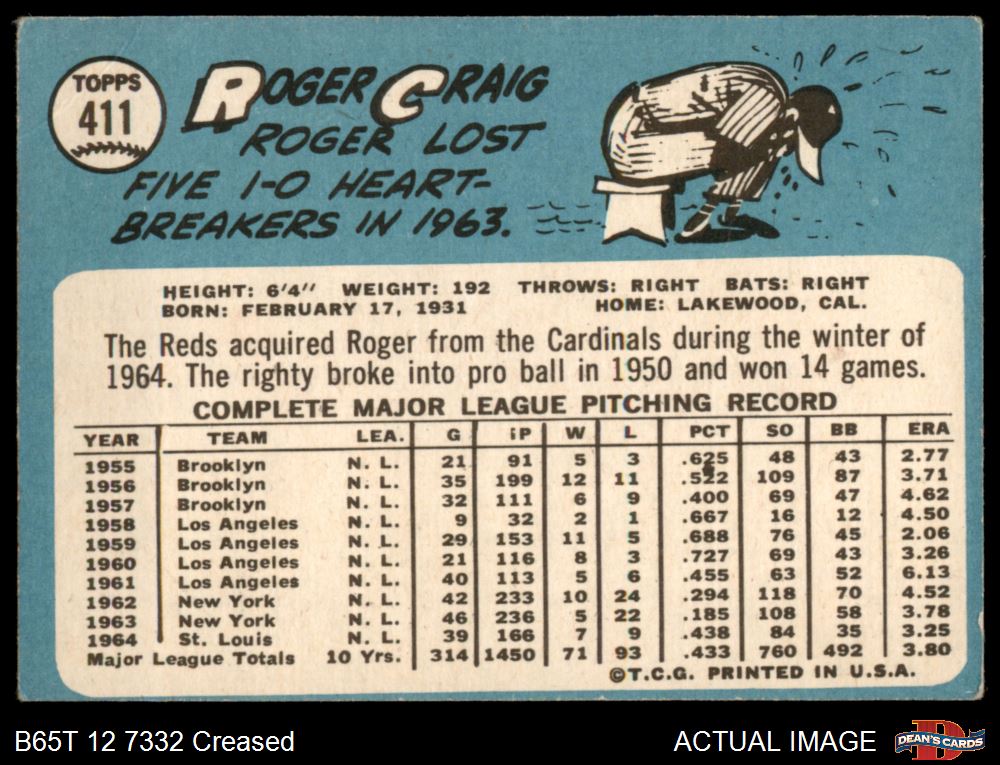 TOPPS
411
ROGER CRAIG
ROGER LOST
FIVE 1-0 HEART-
BREAKERS IN 1963.
HEIGHT: 6'4" WEIGHT: 192 THROWS: RIGHT BATS: RIGHT
BORN: FEBRUARY 17, 1931 HOME: LAKEWOOD, CAL.
The Reds acquired Roger from the Cardinals during the winter of
1964. The righty broke into pro ball in 1950 and won 14 games.
COMPLETE MAJOR LEAGUE PITCHING RECORD
YEAR TEAM LEA. G IP W L PCT SO BB ERA
1955 Brooklyn N. L. 21 91 5 3 .625 48 43 2.77
1956 Brooklyn N. L. 35 199 12 11 .522 109 87 3.71
1957 Brooklyn N. L. 32 111 6 9 .400 69 47 4.62
1958 Los Angeles N. L. 9 32 2 1 .667 16 12 4.50
1959 Los Angeles N. L. 29 153 11 5 .688 76 45 2.06
1960 Los Angeles N. L. 21 116 8 3 .727 69 43 3.26
1961 Los Angeles N. L. 40 113 5 6 .455 63 52 6.13
1962 New York N. L. 42 233 10 24 .294 118 70 4.52
1963 New York N. L. 46 236 5 22 .185 108 58 3.78
1964 St. Louis N. L. 39 166 7 9 .438 84 35 3.25
Major League Totals 10 Yrs. 314 1450 71 93 .433 760 492 3.80
©T.C.G. PRINTED IN U.S.A.
B65T 12 7332 Creased ACTUAL IMAGE
DEAN'S CARDS